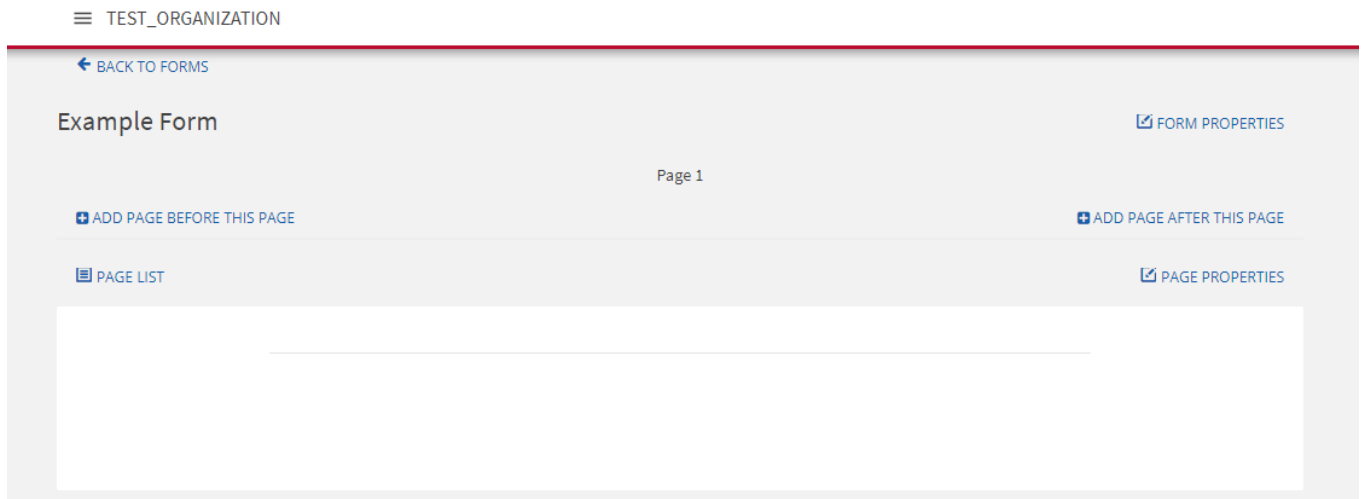 TEST_ORGANIZATION
BACK TO FORMS
Example Form
FORM PROPERTIES
Page 1
ADD PAGE BEFORE THIS PAGE
ADD PAGE AFTER THIS PAGE
PAGE LIST
PAGE PROPERTIES